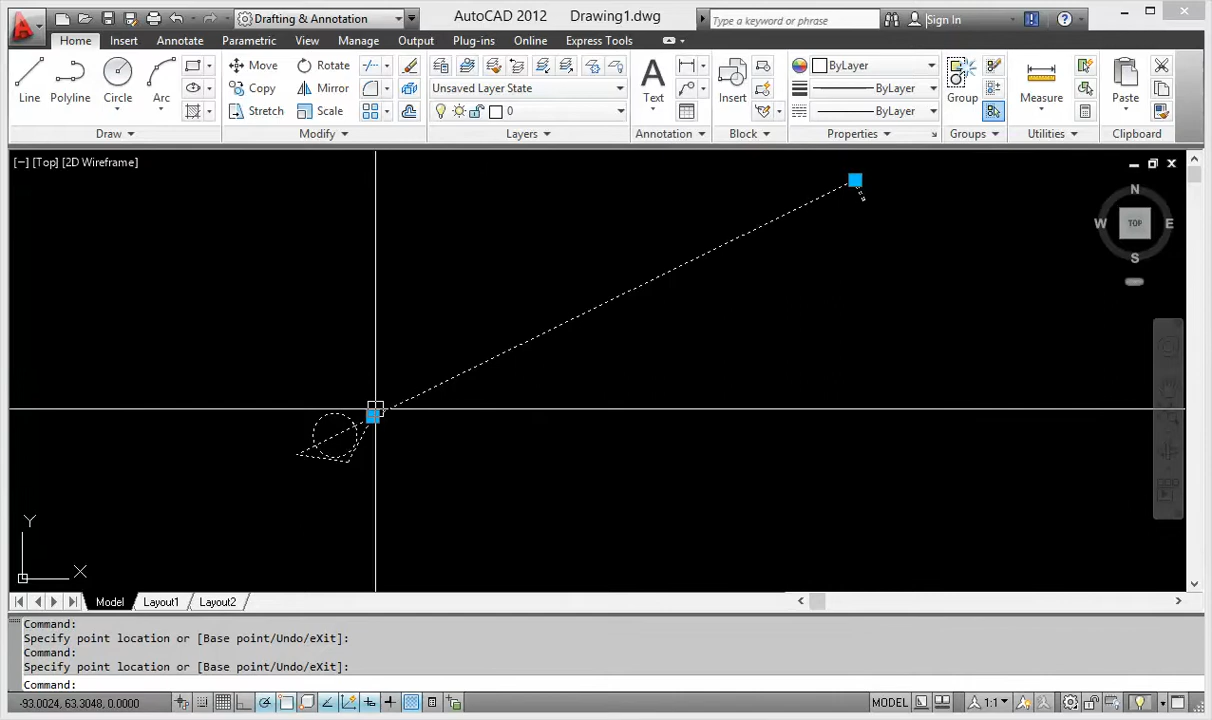 Drafting & Annotation
AutoCAD 2012 Drawing1.dwg
Type a keyword or phrase
Sign In
Home Insert Annotate Parametric View Manage Output Plug-ins Online Express Tools
Line
Polyline
Circle
Arc
Move
Rotate
Copy
Mirror
Stretch
Scale
Unsaved Layer State
0
Text
Insert
ByLayer
ByLayer
ByLayer
Group
Measure
Paste
Draw
Modify
Layers
Annotation
Block
Properties
Groups
Utilities
Clipboard
[−] [Top] [2D Wireframe]
N
W TOP E
S
Y
X
Model Layout1 Layout2
Command:
Specify point location or [Base point/Undo/eXit]:
Command:
Specify point location or [Base point/Undo/eXit]:
Command:
-93.0024, 63.3048, 0.0000
MODEL
1:1